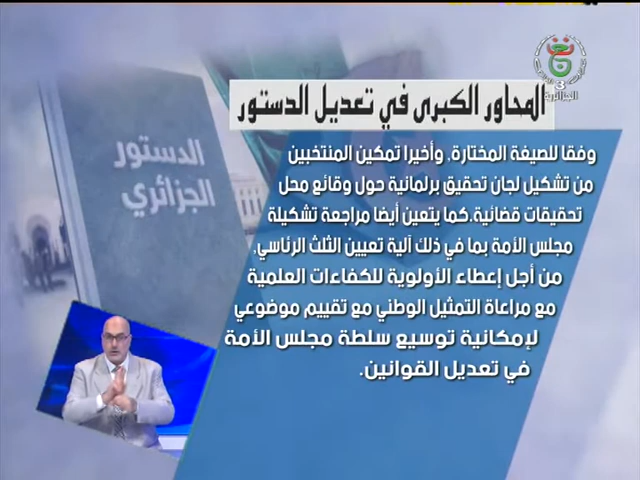 3
الجزائرية
المحاور الكبرى في تعديل الدستور
الدستور
الجزائري
وفقا للصيغة المختارة، وأخيرا تمكين المنتخبين
من تشكيل لجان تحقيق برلمانية حول وقائع محل
تحقيقات قضائية.كما يتعين أيضا مراجعة تشكيلة
مجلس الأمة بما في ذلك آلية تعيين الثلث الرئاسي،
من أجل إعطاء الأولوية للكفاءات العلمية
مع مراعاة التمثيل الوطني مع تقييم موضوعي
لإمكانية توسيع سلطة مجلس الأمة
في تعديل القوانين.